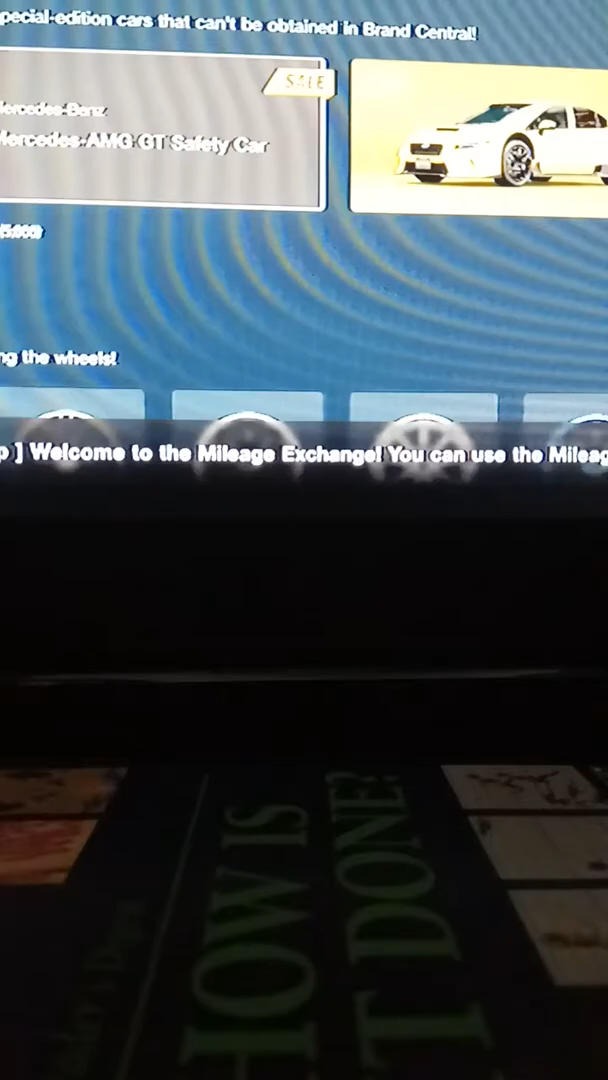 pecial-edition cars that can't be obtained in Brand Central!
SALE
Mercedes-Benz
Mercedes-AMG GT Safety Car
ng the wheels!
p ] Welcome to the Mileage Exchange! You can use the Mileag
HOW IS
T DONE?